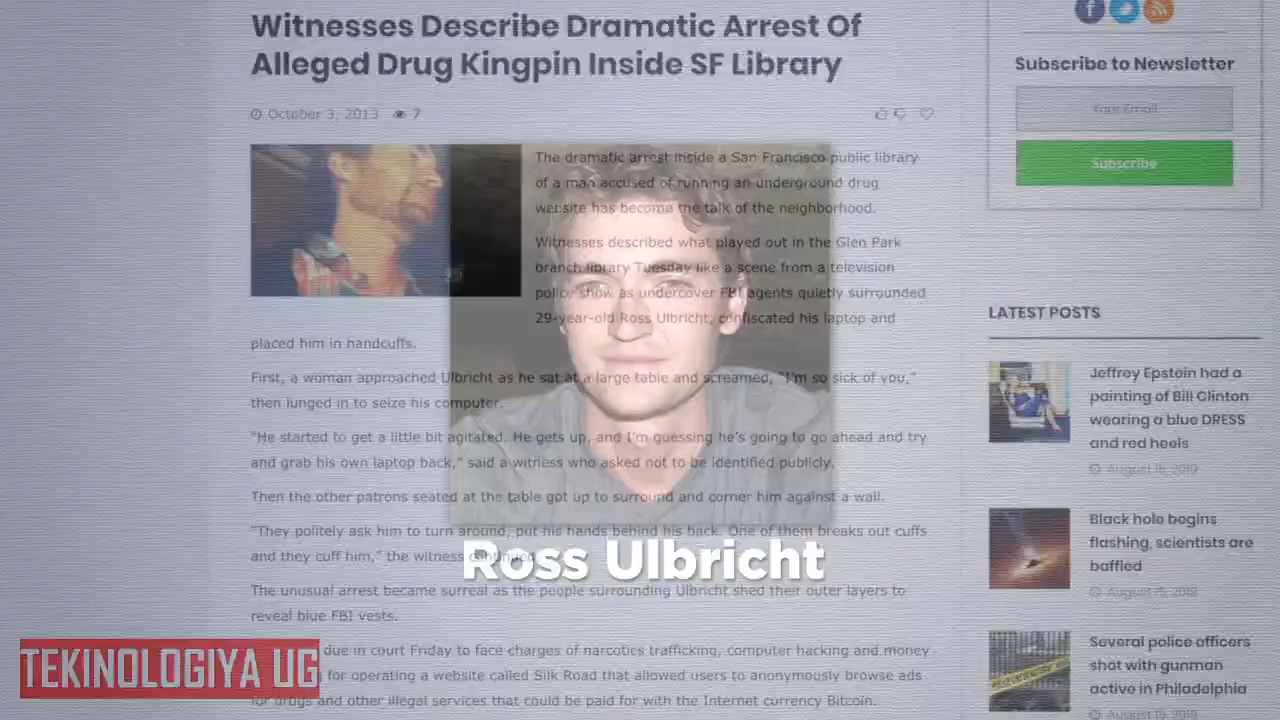 Witnesses Describe Dramatic Arrest Of
Alleged Drug Kingpin Inside SF Library
October 3, 2013 7
The dramatic arrest inside a San Francisco public library
of a man accused of running an underground drug
website has become the talk of the neighborhood.
Witnesses described what played out in the Glen Park
branch library Tuesday like a scene from a television
police show as undercover FBI agents quietly surrounded
29-year-old Ross Ulbricht, confiscated his laptop and
placed him in handcuffs.
First, a woman approached Ulbricht as he sat at a large table and screamed, "I'm so sick of you,"
then lunged in to seize his computer.
"He started to get a little bit agitated. He gets up, and I'm guessing he's going to go ahead and try
and grab his own laptop back," said a witness who asked not to be identified publicly.
Then the other patrons seated at the table got up to surround and corner him against a wall.
"They politely ask him to turn around, put his hands behind his back. One of them breaks out cuffs
and they cuff him," the witness
Ross Ulbricht
The unusual arrest became surreal as the people surrounding Ulbricht shed their outer layers to
reveal blue FBI vests.
due in court Friday to face charges of narcotics trafficking, computer hacking and money
for operating a website called Silk Road that allowed users to anonymously browse ads
for drugs and other illegal services that could be paid for with the Internet currency Bitcoin.
TEKINOLOGIYA UG
Subscribe to Newsletter
Your Email
Subscribe
LATEST POSTS
Jeffrey Epstein had a
painting of Bill Clinton
wearing a blue DRESS
and red heels
August 15, 2019
Black hole begins
flashing, scientists are
baffled
August 15, 2019
Several police officers
shot with gunman
active in Philadelphia
August 15, 2019